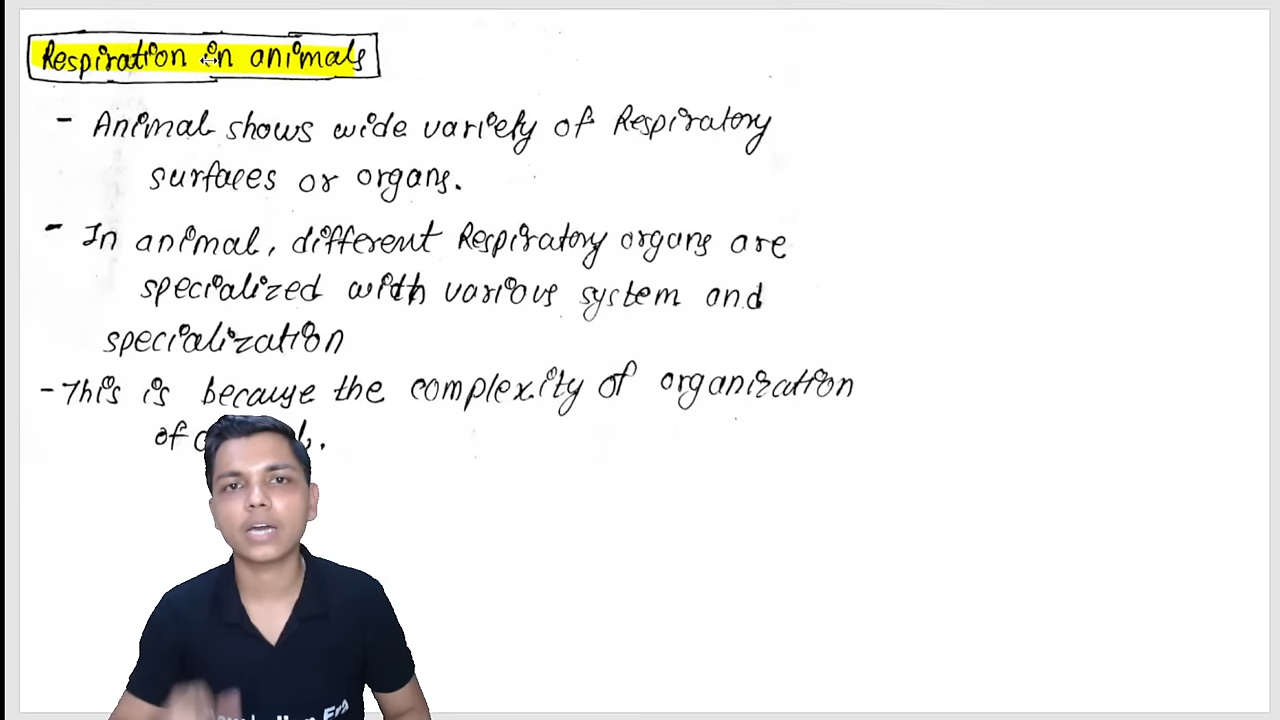 Respiration in animals
- Animal shows wide variety of Respiratory
surfaces or organs.
- In animal, different Respiratory organs are
specialized with various system and
specialization
- This is because the complexity of organization
of